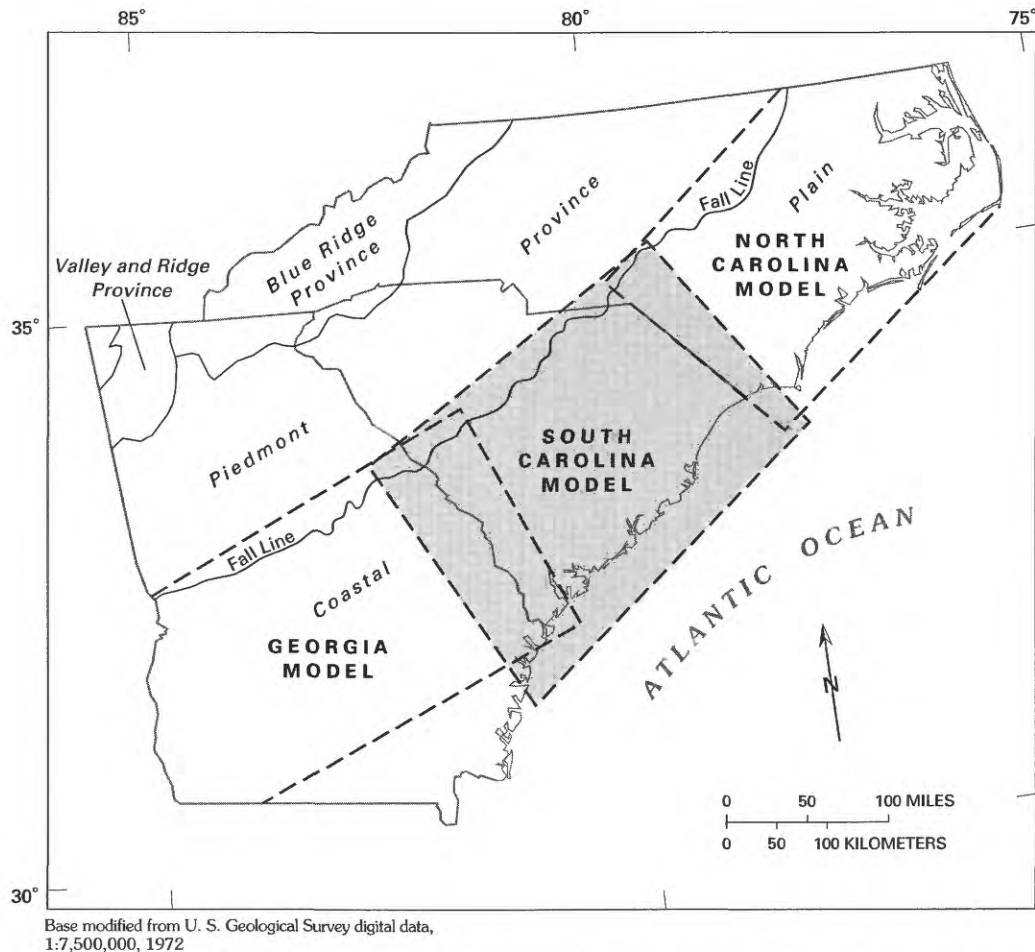 85°
80°
75°
Fall Line
Plain
Province
Blue Ridge
Province
NORTH
CAROLINA
MODEL
Valley and Ridge
Province
35°
SOUTH
CAROLINA
MODEL
Piedmont
Fall Line
Coastal
ATLANTIC OCEAN
GEORGIA
MODEL
N
0 50 100 MILES
0 50 100 KILOMETERS
30°
Base modified from U. S. Geological Survey digital data,
1:7,500,000, 1972